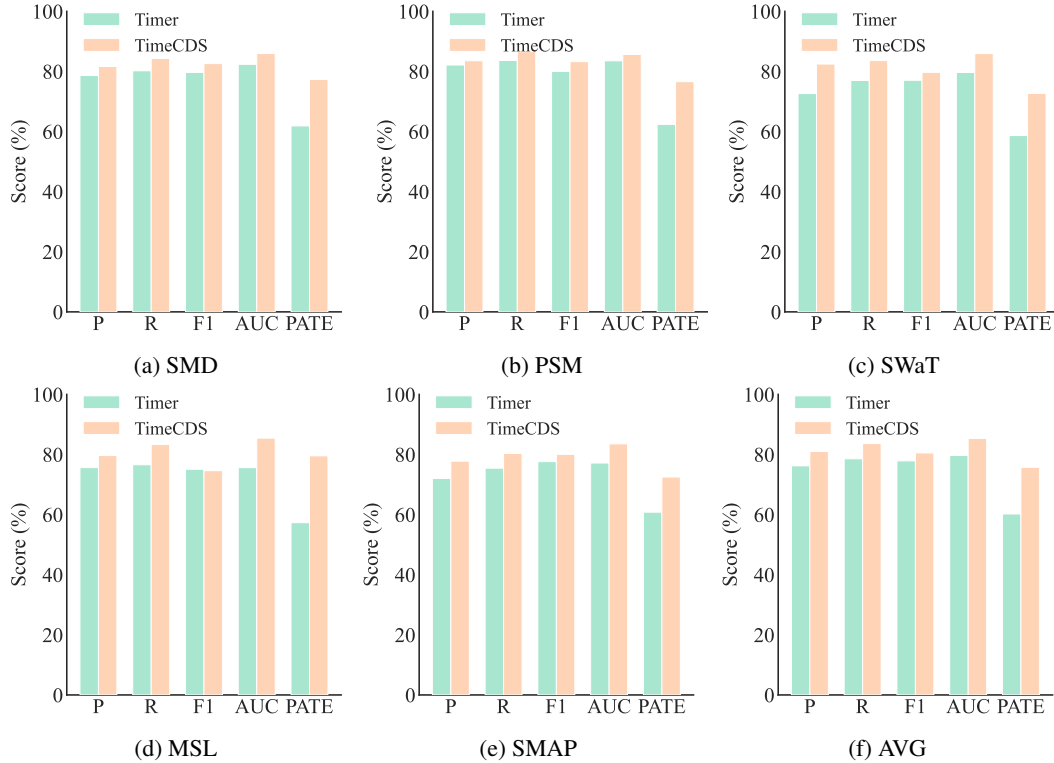 100
80
60
40
20
0
Score (%)
Timer
TimeCDS
P R F1 AUC PATE
(a) SMD
100
80
60
40
20
0
Score (%)
Timer
TimeCDS
P R F1 AUC PATE
(b) PSM
100
80
60
40
20
0
Score (%)
Timer
TimeCDS
P R F1 AUC PATE
(c) SWaT
100
80
60
40
20
0
Score (%)
Timer
TimeCDS
P R F1 AUC PATE
(d) MSL
100
80
60
40
20
0
Score (%)
Timer
TimeCDS
P R F1 AUC PATE
(e) SMAP
100
80
60
40
20
0
Score (%)
Timer
TimeCDS
P R F1 AUC PATE
(f) AVG